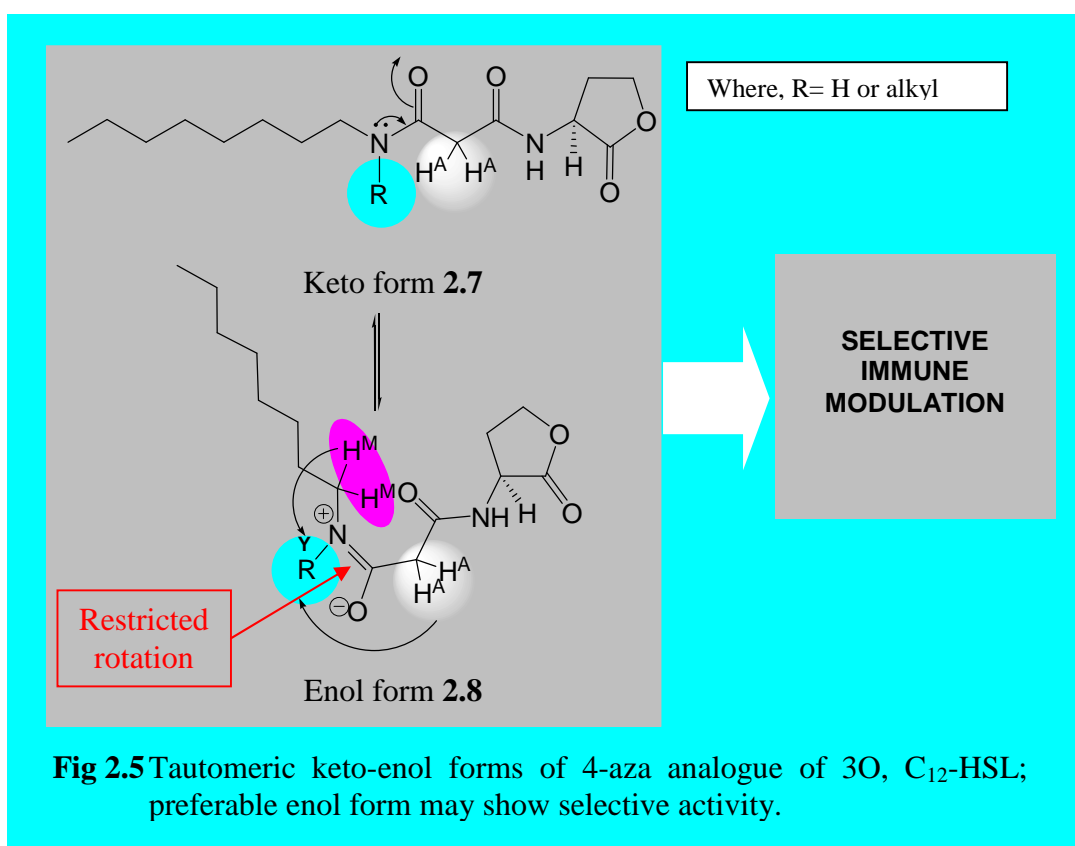 O O
Where, R= H or alkyl
N N O
H^A H^A H H
R O
Keto form 2.7
SELECTIVE
IMMUNE
MODULATION
H^M
O
H^M O
⊕ NH H O
N
Y
R H^A
H^A
⊖O
Restricted
rotation
Enol form 2.8
Fig 2.5 Tautomeric keto-enol forms of 4-aza analogue of 3O, C₁₂-HSL;
preferable enol form may show selective activity.